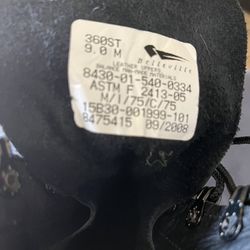 360ST
9.0 M
Belleville
LEATHER UPPERS
BALANCE MAN-MADE MATERIALS
8430-01-540-0334
ASTM F 2413-05
M/I/75/C/75
15B30-001999-101
8475415 09/2008